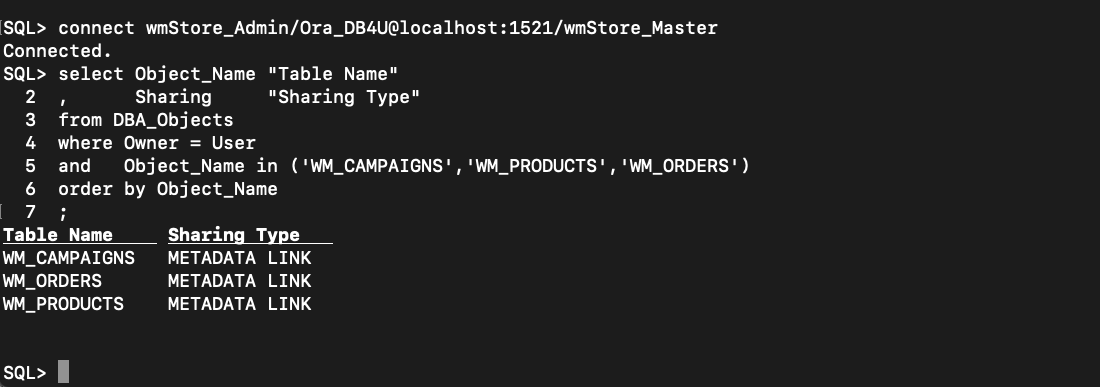 SQL> connect wmStore_Admin/Ora_DB4U@localhost:1521/wmStore_Master
Connected.
SQL> select Object_Name "Table Name"
  2  ,      Sharing     "Sharing Type"
  3  from DBA_Objects
  4  where Owner = User
  5  and   Object_Name in ('WM_CAMPAIGNS','WM_PRODUCTS','WM_ORDERS')
  6  order by Object_Name
  7  ;
Table Name     Sharing Type
WM_CAMPAIGNS   METADATA LINK
WM_ORDERS      METADATA LINK
WM_PRODUCTS    METADATA LINK
SQL>